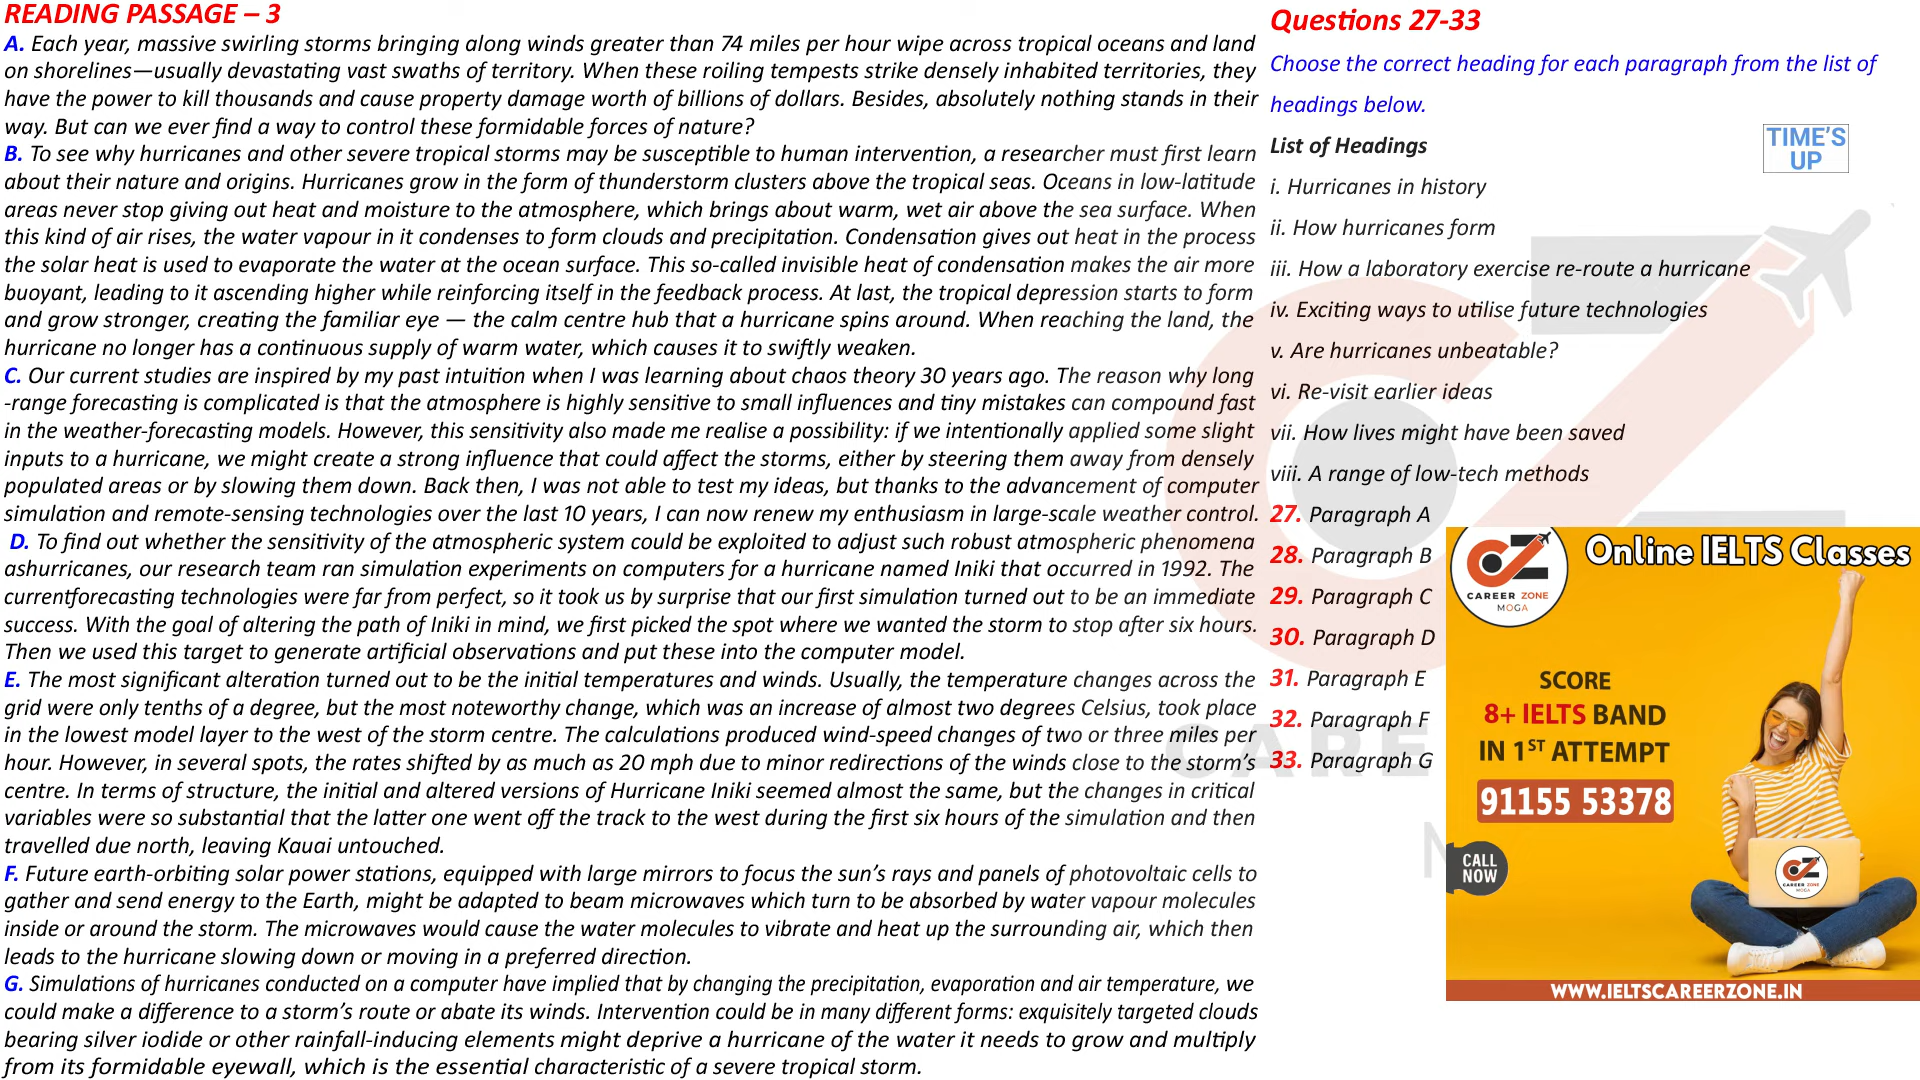 READING PASSAGE – 3
A. Each year, massive swirling storms bringing along winds greater than 74 miles per hour wipe across tropical oceans and land
on shorelines—usually devastating vast swaths of territory. When these roiling tempests strike densely inhabited territories, they
have the power to kill thousands and cause property damage worth of billions of dollars. Besides, absolutely nothing stands in their
way. But can we ever find a way to control these formidable forces of nature?
B. To see why hurricanes and other severe tropical storms may be susceptible to human intervention, a researcher must first learn
about their nature and origins. Hurricanes grow in the form of thunderstorm clusters above the tropical seas. Oceans in low-latitude
areas never stop giving out heat and moisture to the atmosphere, which brings about warm, wet air above the sea surface. When
this kind of air rises, the water vapour in it condenses to form clouds and precipitation. Condensation gives out heat in the process
the solar heat is used to evaporate the water at the ocean surface. This so-called invisible heat of condensation makes the air more
buoyant, leading to it ascending higher while reinforcing itself in the feedback process. At last, the tropical depression starts to form
and grow stronger, creating the familiar eye — the calm centre hub that a hurricane spins around. When reaching the land, the
hurricane no longer has a continuous supply of warm water, which causes it to swiftly weaken.
C. Our current studies are inspired by my past intuition when I was learning about chaos theory 30 years ago. The reason why long
-range forecasting is complicated is that the atmosphere is highly sensitive to small influences and tiny mistakes can compound fast
in the weather-forecasting models. However, this sensitivity also made me realise a possibility: if we intentionally applied some slight
inputs to a hurricane, we might create a strong influence that could affect the storms, either by steering them away from densely
populated areas or by slowing them down. Back then, I was not able to test my ideas, but thanks to the advancement of computer
simulation and remote-sensing technologies over the last 10 years, I can now renew my enthusiasm in large-scale weather control.
D. To find out whether the sensitivity of the atmospheric system could be exploited to adjust such robust atmospheric phenomena
ashurricanes, our research team ran simulation experiments on computers for a hurricane named Iniki that occurred in 1992. The
currentforecasting technologies were far from perfect, so it took us by surprise that our first simulation turned out to be an immediate
success. With the goal of altering the path of Iniki in mind, we first picked the spot where we wanted the storm to stop after six hours.
Then we used this target to generate artificial observations and put these into the computer model.
E. The most significant alteration turned out to be the initial temperatures and winds. Usually, the temperature changes across the
grid were only tenths of a degree, but the most noteworthy change, which was an increase of almost two degrees Celsius, took place
in the lowest model layer to the west of the storm centre. The calculations produced wind-speed changes of two or three miles per
hour. However, in several spots, the rates shifted by as much as 20 mph due to minor redirections of the winds close to the storm's
centre. In terms of structure, the initial and altered versions of Hurricane Iniki seemed almost the same, but the changes in critical
variables were so substantial that the latter one went off the track to the west during the first six hours of the simulation and then
travelled due north, leaving Kauai untouched.
F. Future earth-orbiting solar power stations, equipped with large mirrors to focus the sun's rays and panels of photovoltaic cells to
gather and send energy to the Earth, might be adapted to beam microwaves which turn to be absorbed by water vapour molecules
inside or around the storm. The microwaves would cause the water molecules to vibrate and heat up the surrounding air, which then
leads to the hurricane slowing down or moving in a preferred direction.
G. Simulations of hurricanes conducted on a computer have implied that by changing the precipitation, evaporation and air temperature, we
could make a difference to a storm's route or abate its winds. Intervention could be in many different forms: exquisitely targeted clouds
bearing silver iodide or other rainfall-inducing elements might deprive a hurricane of the water it needs to grow and multiply
from its formidable eyewall, which is the essential characteristic of a severe tropical storm.
Questions 27-33
Choose the correct heading for each paragraph from the list of
headings below.
List of Headings
TIME'S
UP
i. Hurricanes in history
ii. How hurricanes form
iii. How a laboratory exercise re-route a hurricane
iv. Exciting ways to utilise future technologies
v. Are hurricanes unbeatable?
vi. Re-visit earlier ideas
vii. How lives might have been saved
viii. A range of low-tech methods
27. Paragraph A
28. Paragraph B
29. Paragraph C
30. Paragraph D
31. Paragraph E
32. Paragraph F
33. Paragraph G
CARE
Online IELTS Classes
CAREER ZONE
MOGA
SCORE
8+ IELTS BAND
IN 1ST ATTEMPT
91155 53378
CALL
NOW
CAREER ZONE
MOGA
WWW.IELTSCAREERZONE.IN